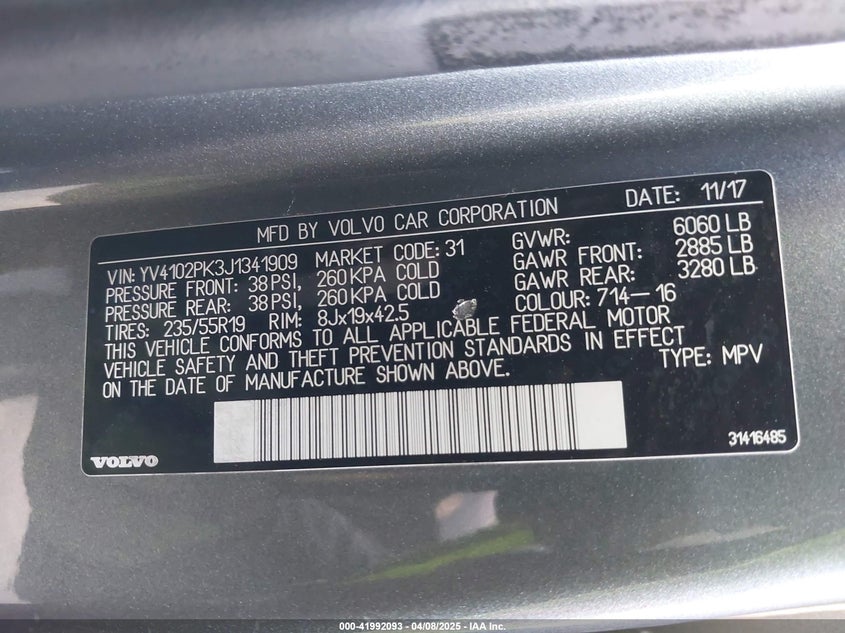 MFD BY VOLVO CAR CORPORATION DATE: 11/17
VIN: YV4102PK3J1341909 MARKET CODE: 31 GVWR: 6060 LB
PRESSURE FRONT: 38 PSI, 260 KPA COLD GAWR FRONT: 2885 LB
PRESSURE REAR: 38 PSI, 260 KPA COLD GAWR REAR: 3280 LB
TIRES: 235/55R19 RIM: 8Jx19x42.5 COLOUR: 714-16
THIS VEHICLE CONFORMS TO ALL APPLICABLE FEDERAL MOTOR
VEHICLE SAFETY AND THEFT PREVENTION STANDARDS IN EFFECT
ON THE DATE OF MANUFACTURE SHOWN ABOVE. TYPE: MPV
VOLVO 31416485
000-41992093 - 04/08/2025 - IAA Inc.